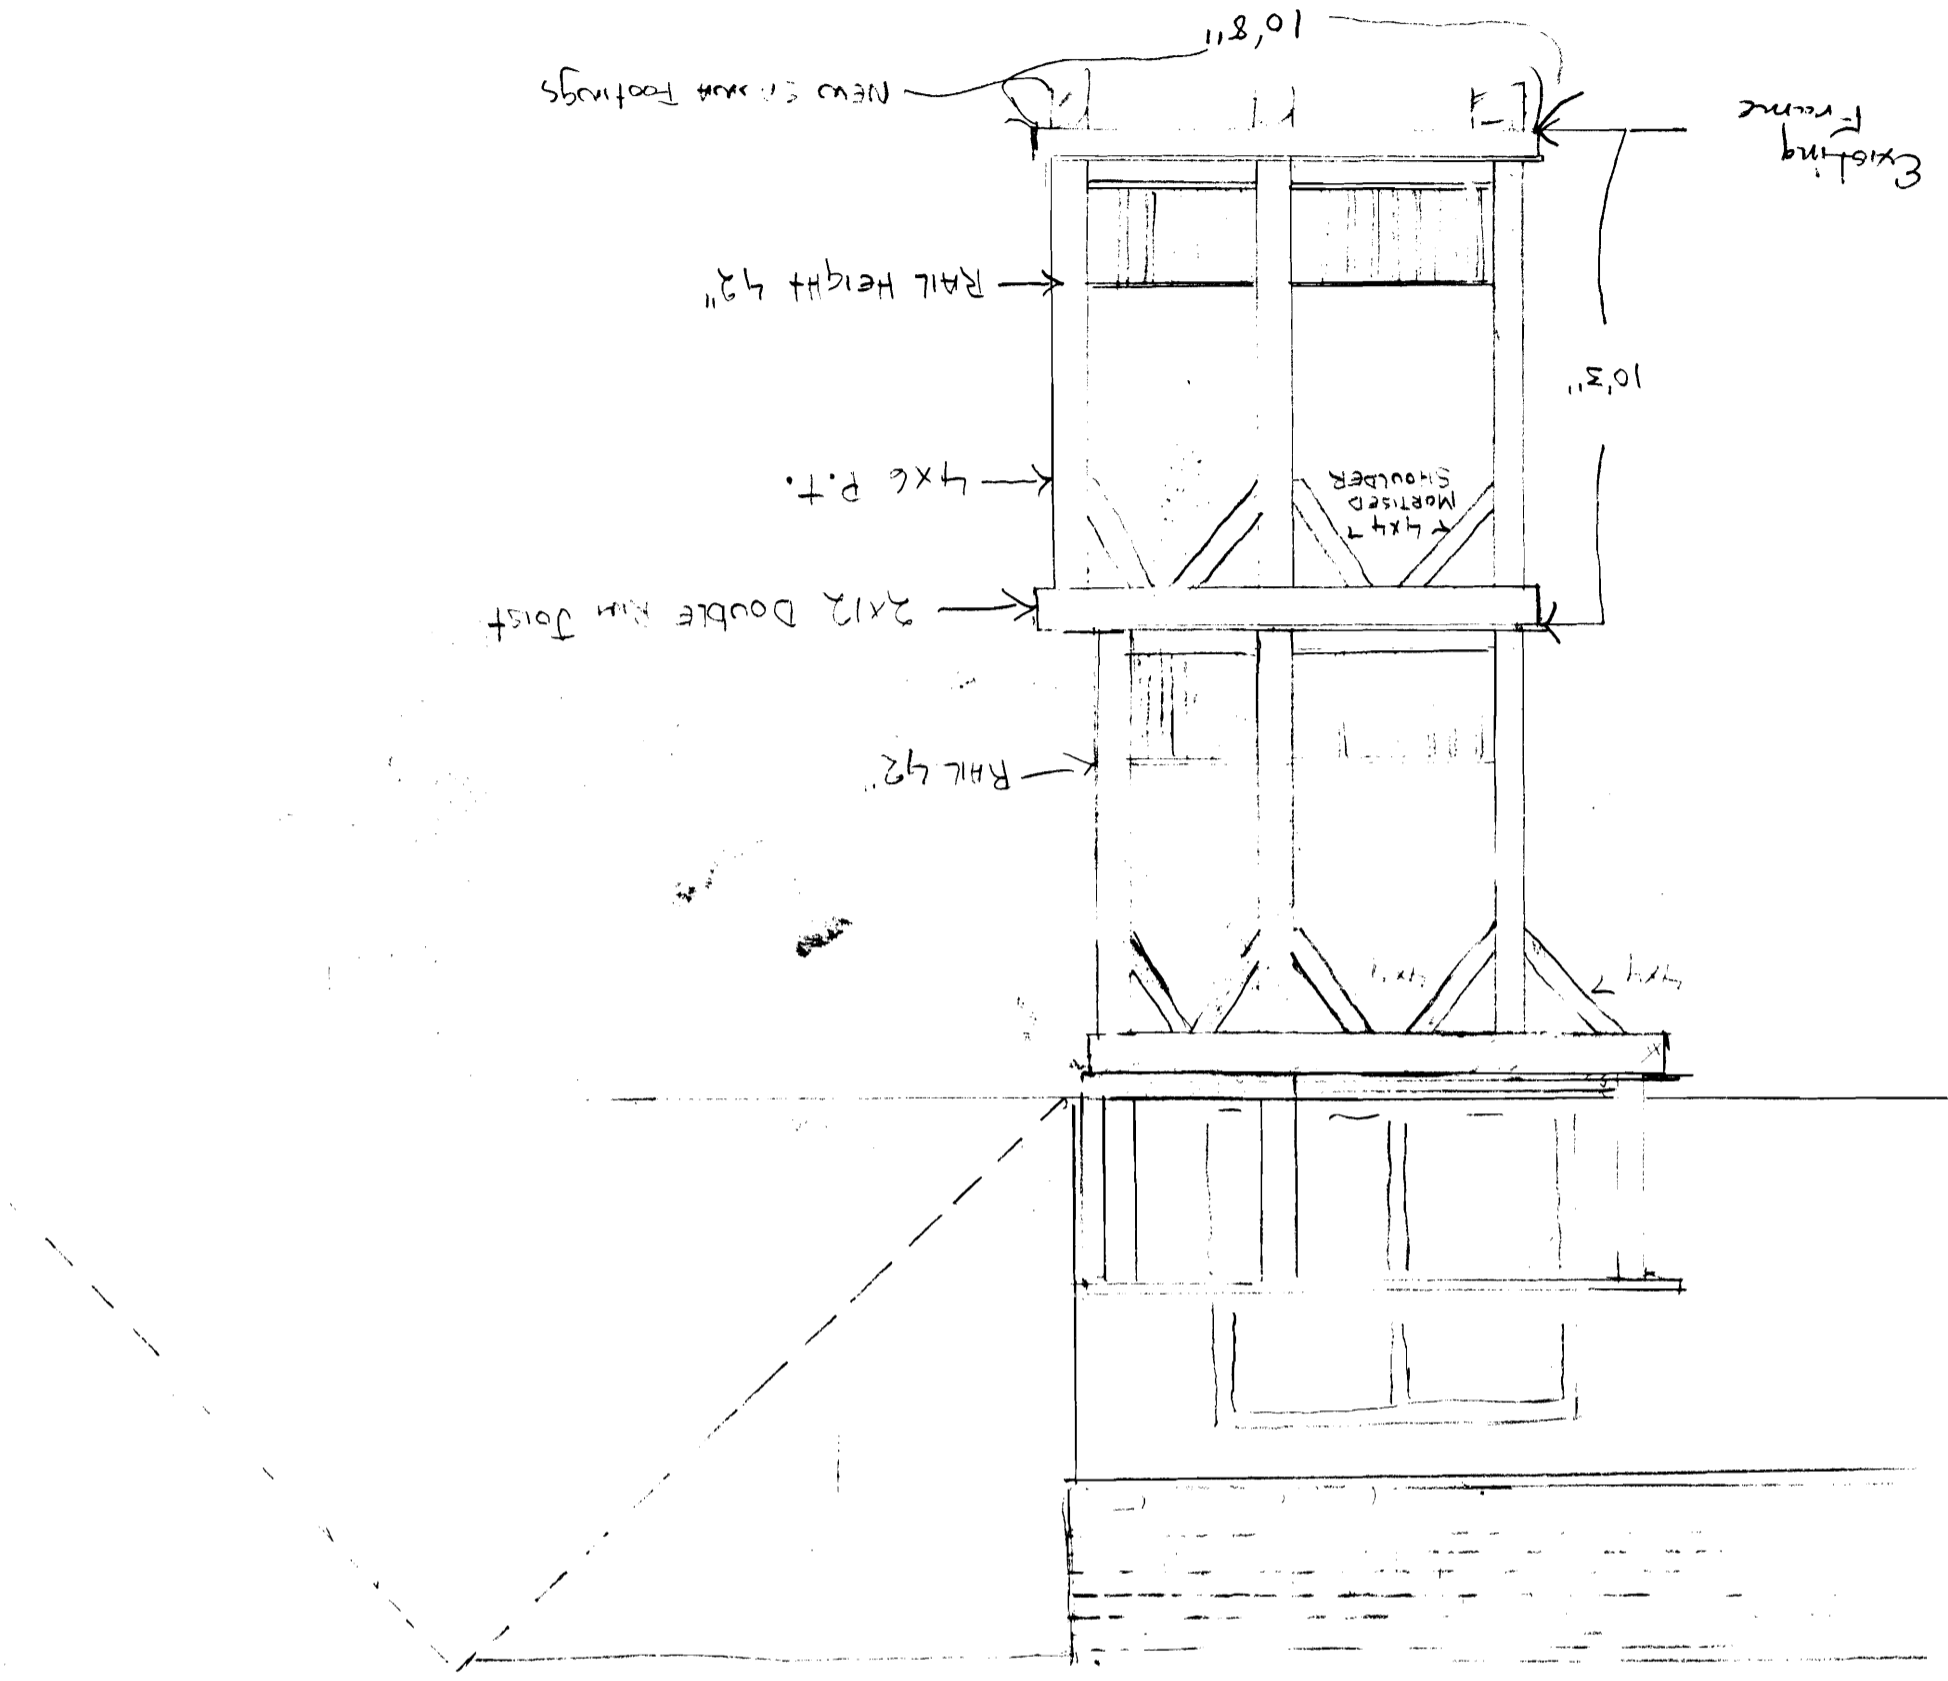 4x4
4x4
RAIL 42"
2x12 DOUBLE RIM JOIST
4x4
MORTISED
SHOULDER
4x6 P.T.
10'3"
RAIL HEIGHT 42"
Existing
Frame
NEW Footings
10'8"